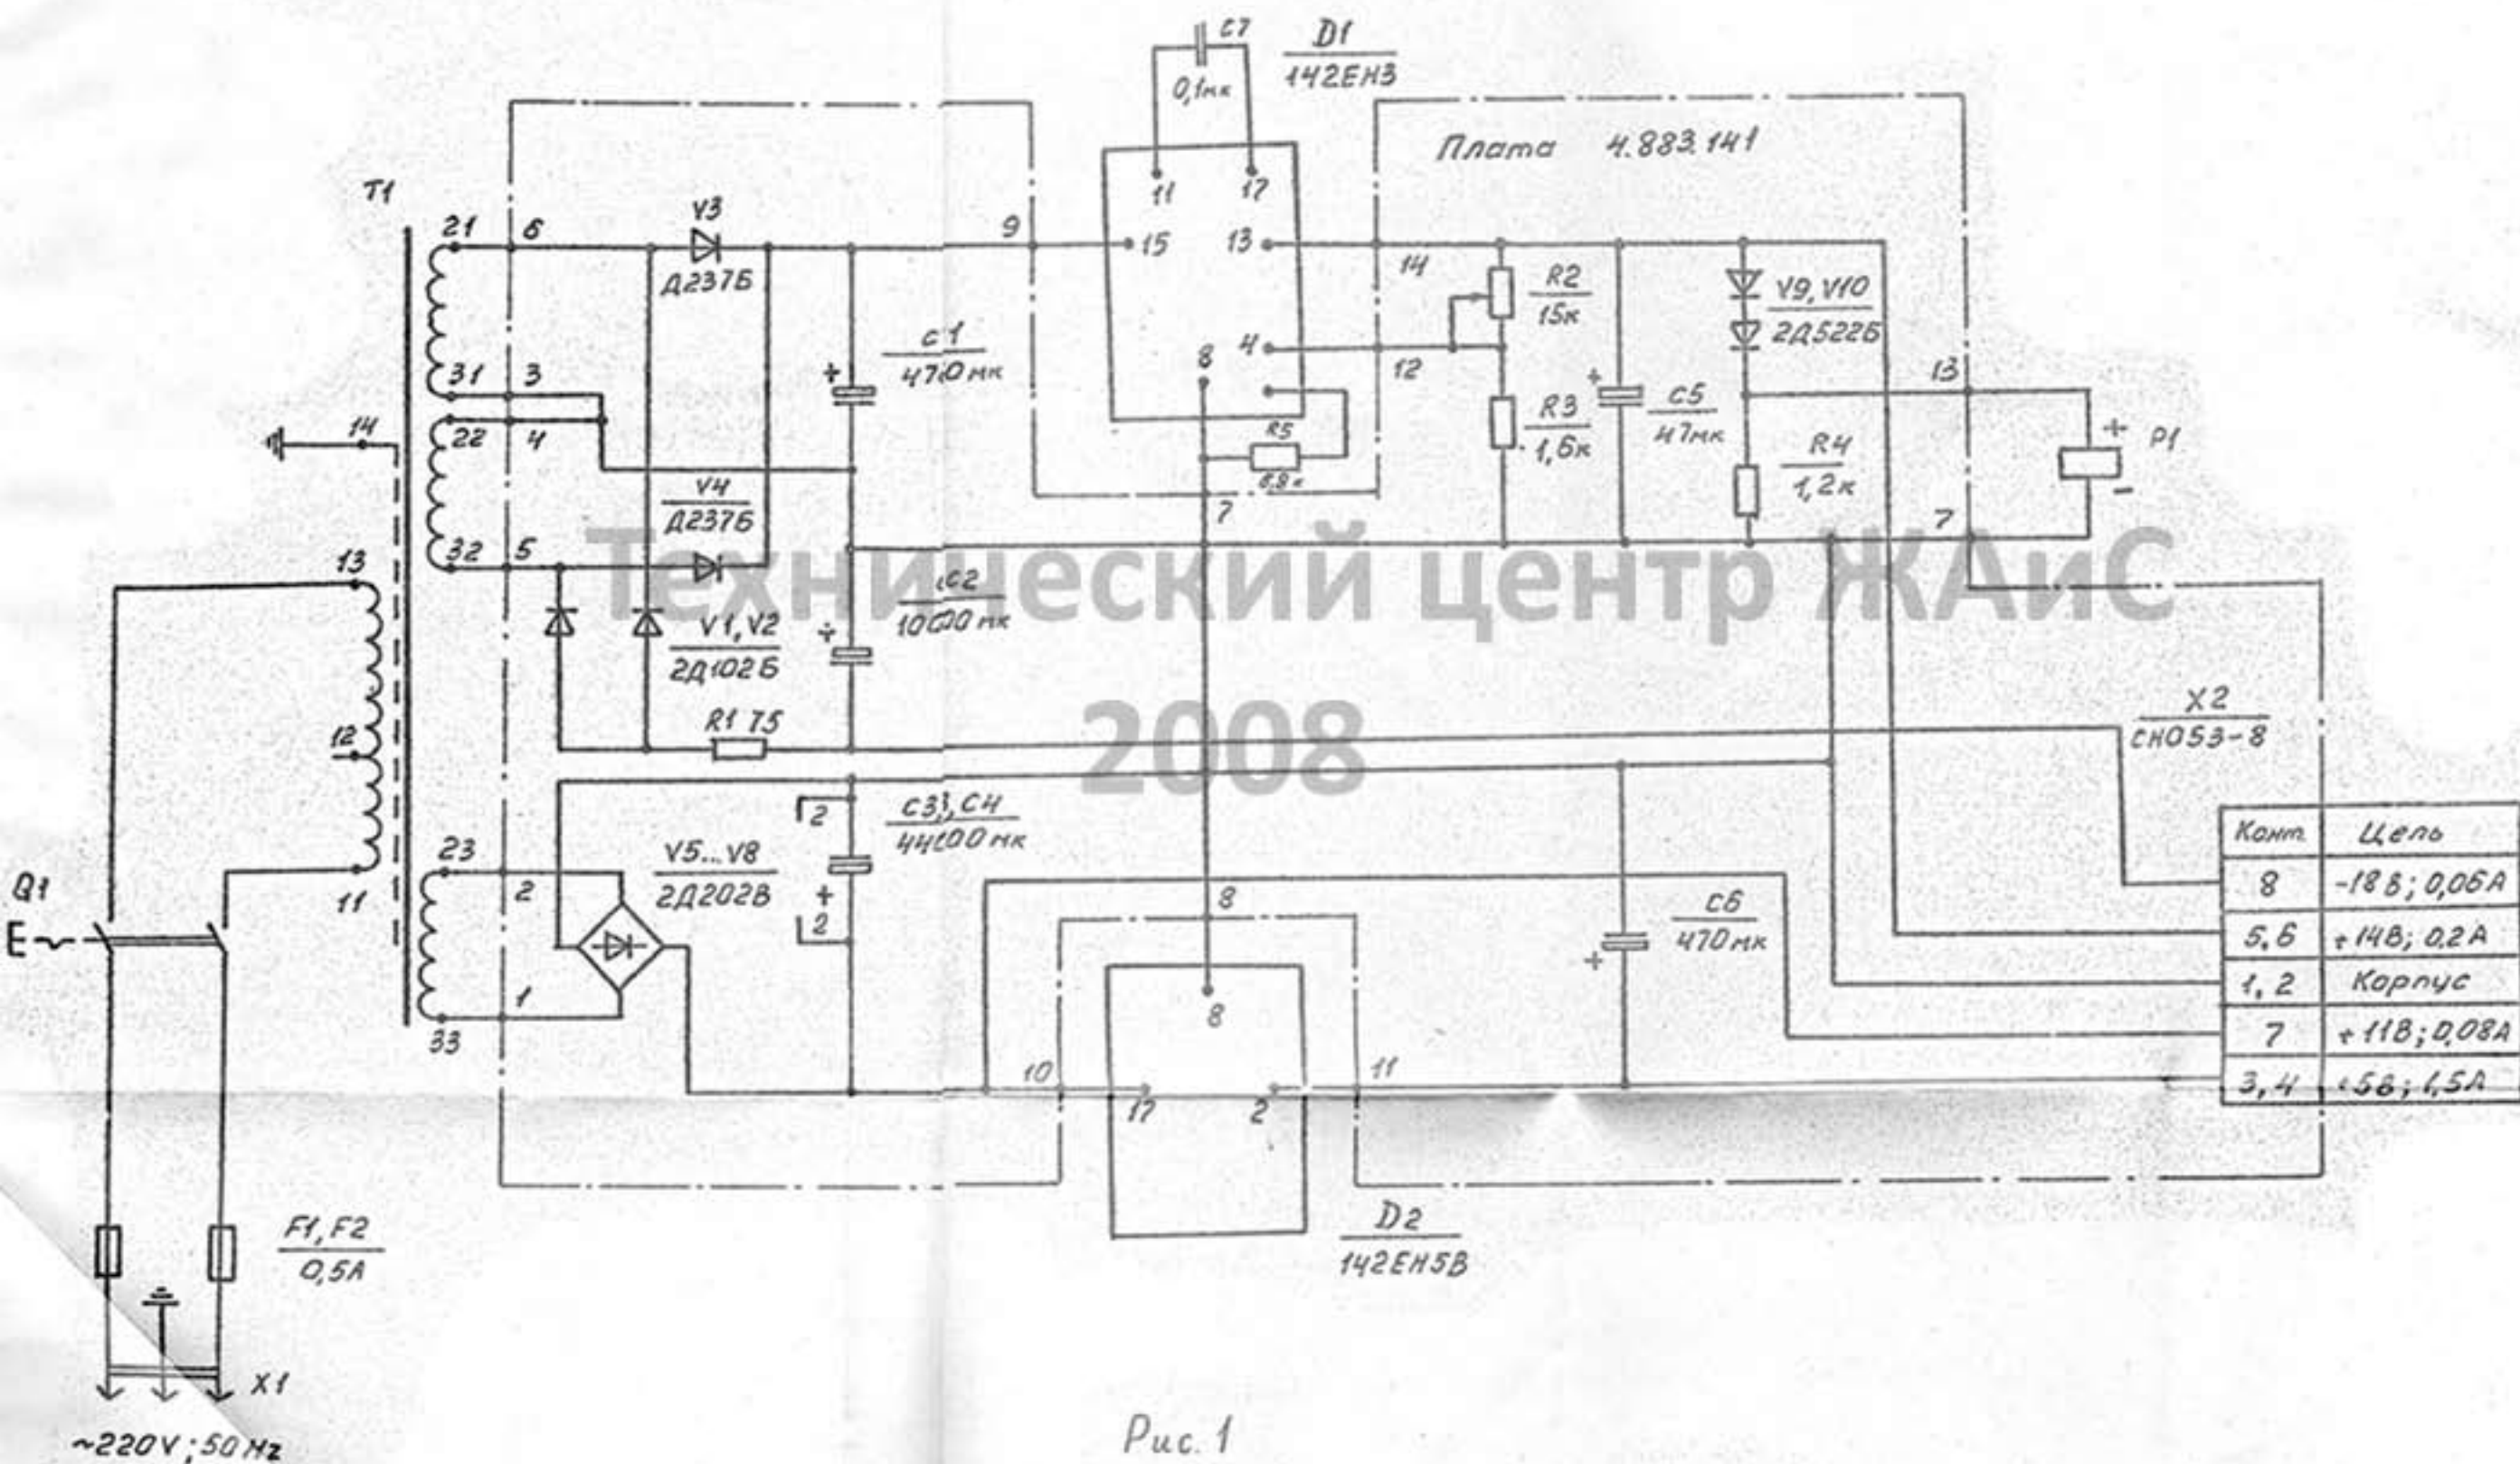 C7
0,1мк
D1
142ЕН3
Плата 4.883.141
11
17
15
13
4
8
T1
21
6
V3
Д237Б
9
14
R2
15к
V9, V10
2Д522Б
C1
470мк
31
3
12
13
22
4
14
R3
1,6к
C5
47мк
R4
1,2к
+ P1
-
R5
V4
Д237Б
32
5
7
7
13
Технический центр ЖАиС
2008
V1, V2
2Д102Б
C2
1000мк
+
R1 75
12
X2
СНО53-8
2
C3, C4
+
2
23
2
V5...V8
2Д202В
11
Q1
33
1
8
C6
470мк
+
8
10
17
2
11
Конт. Цепь
8 -18В; 0,06А
5,6 +14В; 0,2А
1, 2 Корпус
7 +11В; 0,08А
3,4 +5В; 1,5А
D2
142ЕН5В
F1, F2
0,5А
X1
~220V; 50Hz
Рис. 1